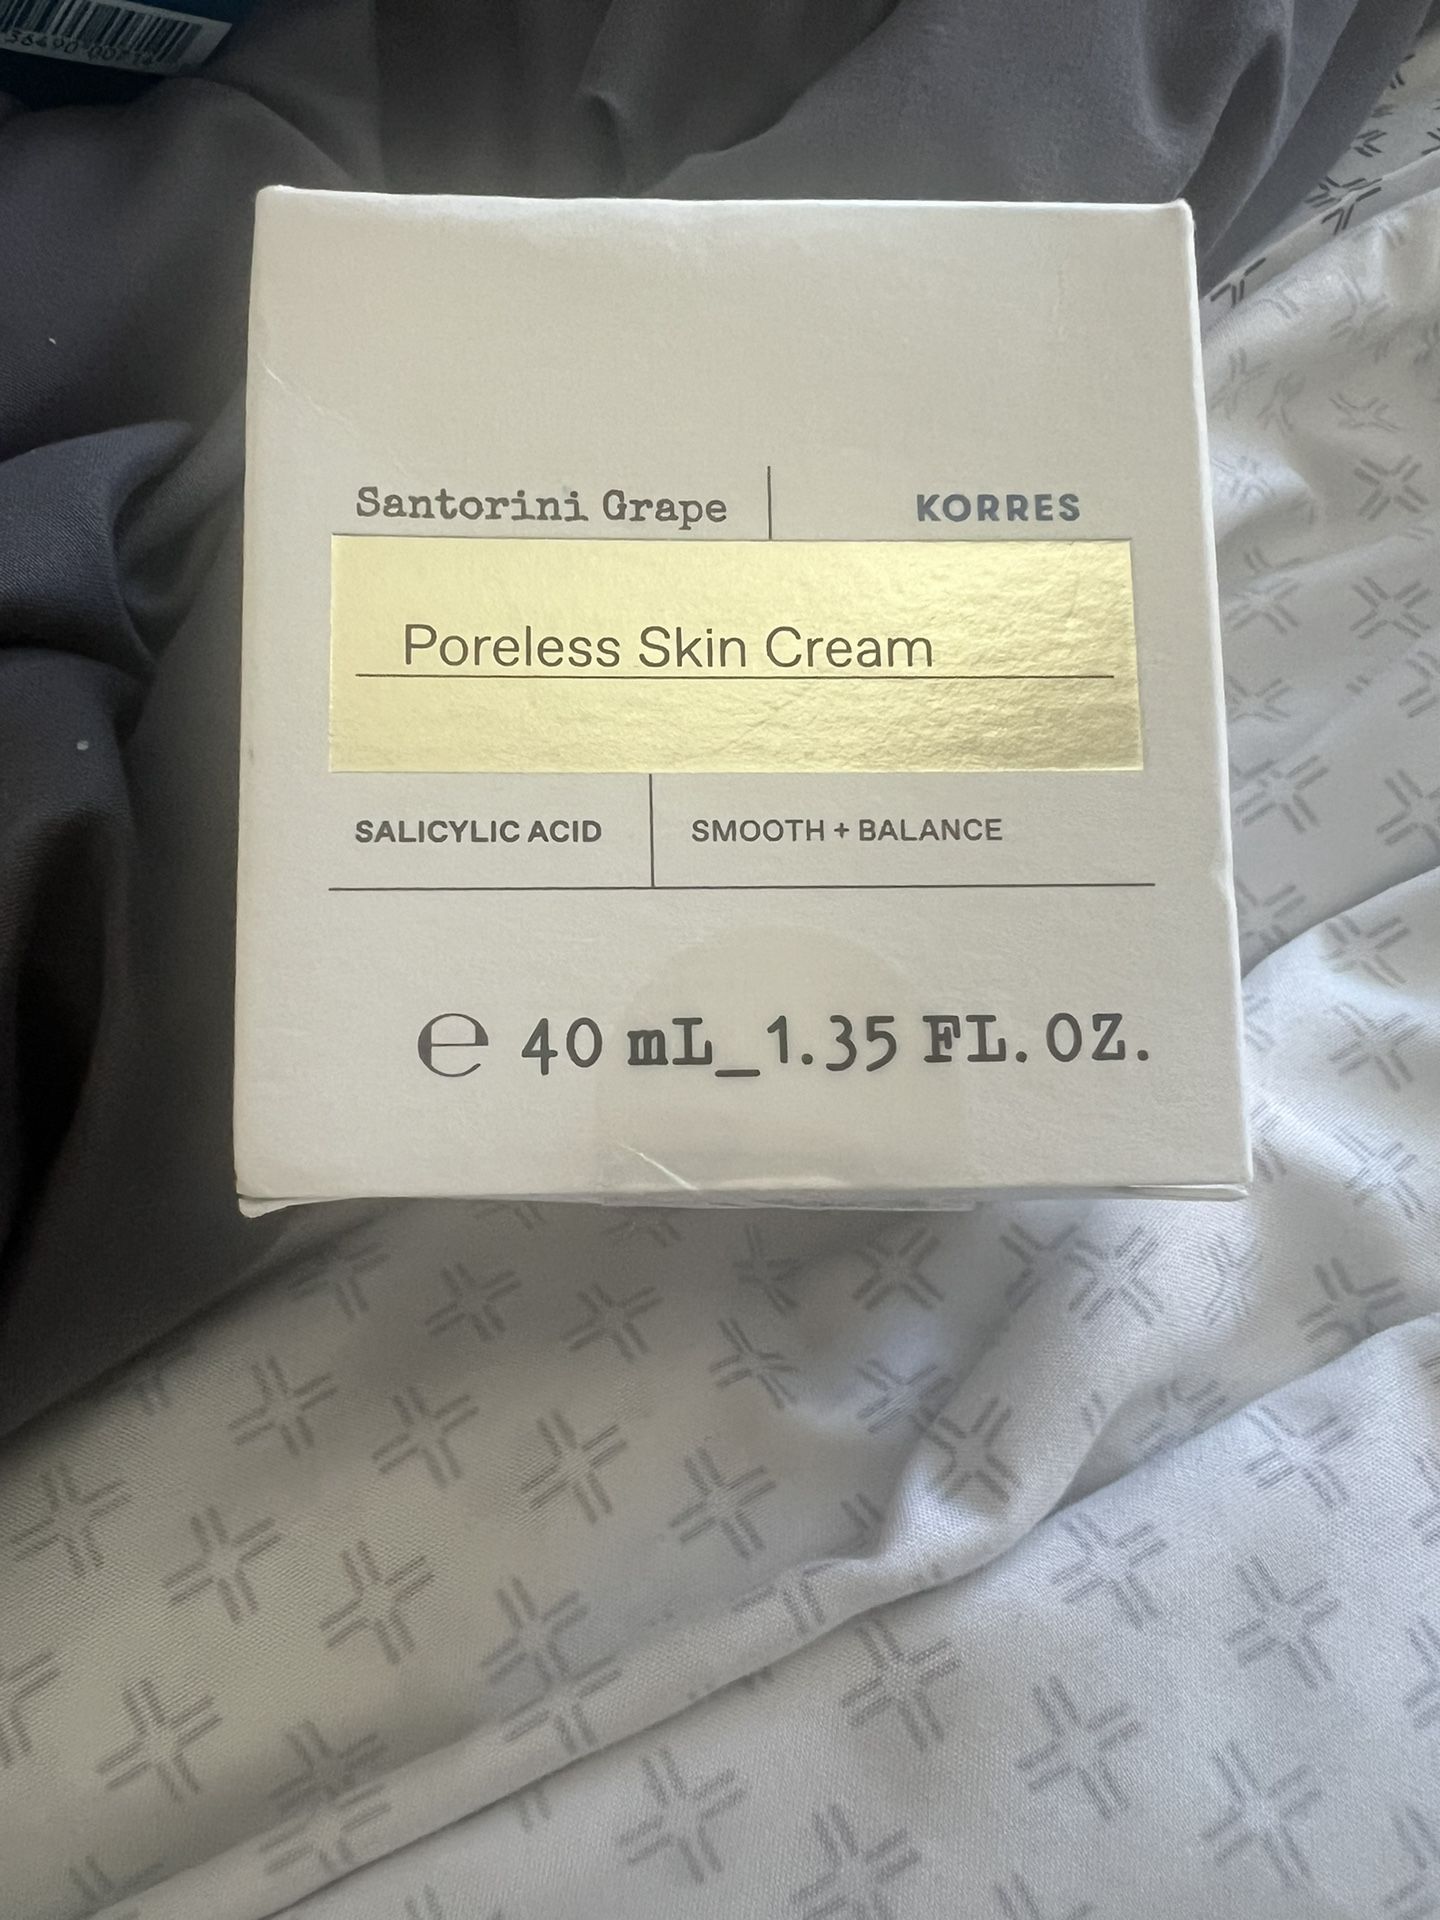 Santorini Grape KORRES
Poreless Skin Cream
SALICYLIC ACID SMOOTH + BALANCE
℮ 40 mL_1.35 FL. OZ.